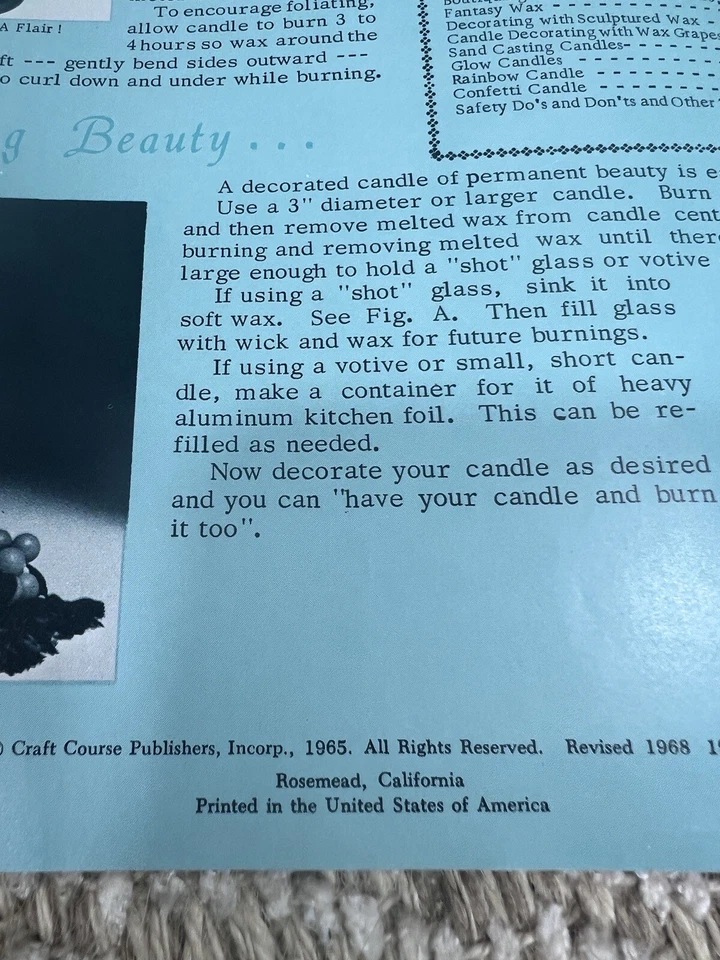 To encourage foliating,
A Flair!
allow candle to burn 3 to
4 hours so wax around the
--- gently bend sides outward ---
o curl down and under while burning.
Fantasy Wax - - - - - - - - - -
Decorating with Sculptured Wax -
Candle Decorating with Wax Grapes
Sand Casting Candles- - - - - - -
Glow Candles - - - - - - - - - -
Rainbow Candle - - - - - - - -
Confetti Candle - - - - - - - -
Safety Do's and Don'ts and Other
g Beauty...
A decorated candle of permanent beauty is e
Use a 3" diameter or larger candle. Burn
and then remove melted wax from candle cent
burning and removing melted wax until ther
large enough to hold a "shot" glass or votive
If using a "shot" glass, sink it into
soft wax. See Fig. A. Then fill glass
with wick and wax for future burnings.
If using a votive or small, short can-
dle, make a container for it of heavy
aluminum kitchen foil. This can be re-
filled as needed.
Now decorate your candle as desired
and you can "have your candle and burn
it too".
Craft Course Publishers, Incorp., 1965. All Rights Reserved. Revised 1968 1
Rosemead, California
Printed in the United States of America